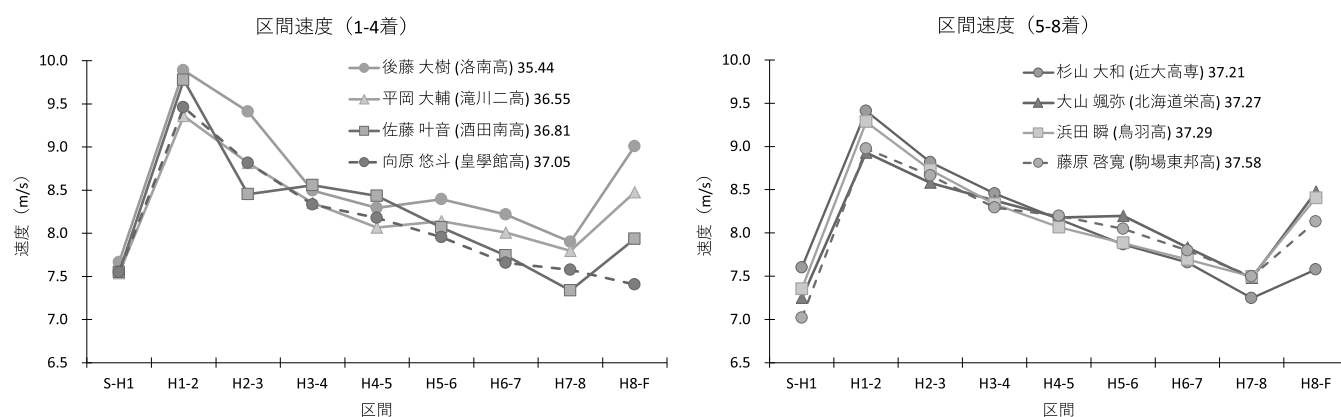 区間速度（1-4着）
後藤 大樹 (洛南高) 35.44
平岡 大輔 (滝川二高) 36.55
佐藤 叶音 (酒田南高) 36.81
向原 悠斗 (皇學館高) 37.05
速度（m/s）
10.0
9.5
9.0
8.5
8.0
7.5
7.0
6.5
S-H1 H1-2 H2-3 H3-4 H4-5 H5-6 H6-7 H7-8 H8-F
区間
区間速度（5-8着）
杉山 大和 (近大高専) 37.21
大山 颯弥 (北海道栄高) 37.27
浜田 瞬 (鳥羽高) 37.29
藤原 啓寛 (駒場東邦高) 37.58
速度（m/s）
10.0
9.5
9.0
8.5
8.0
7.5
7.0
6.5
S-H1 H1-2 H2-3 H3-4 H4-5 H5-6 H6-7 H7-8 H8-F
区間